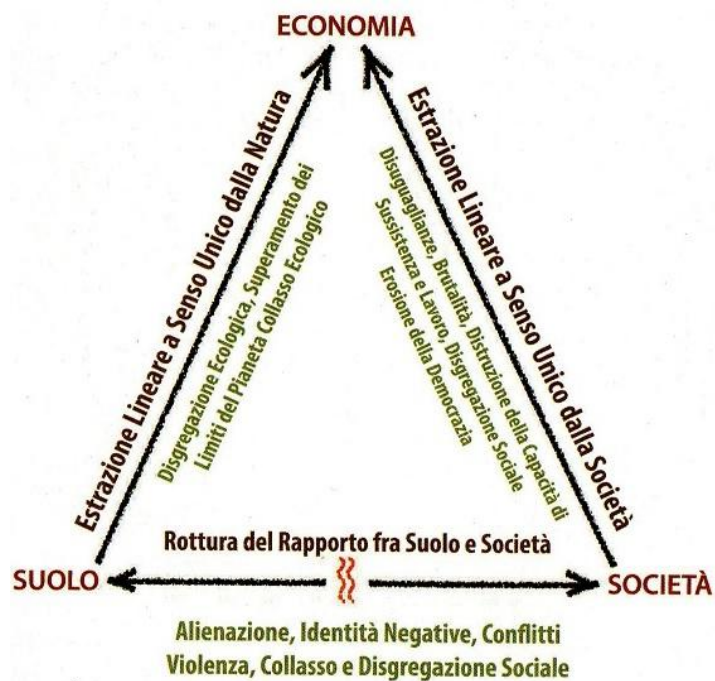 ECONOMIA
Estrazione Lineare a Senso Unico dalla Natura
Disgregazione Ecologica, Superamento dei
Limiti del Pianeta Collasso Ecologico
Estrazione Lineare a Senso Unico dalla Società
Disuguaglianze, Brutalità, Distruzione della Capacità di
Sussistenza e Lavoro, Disgregazione Sociale
Erosione della Democrazia
Rottura del Rapporto fra Suolo e Società
SUOLO
SOCIETÀ
Alienazione, Identità Negative, Conflitti
Violenza, Collasso e Disgregazione Sociale